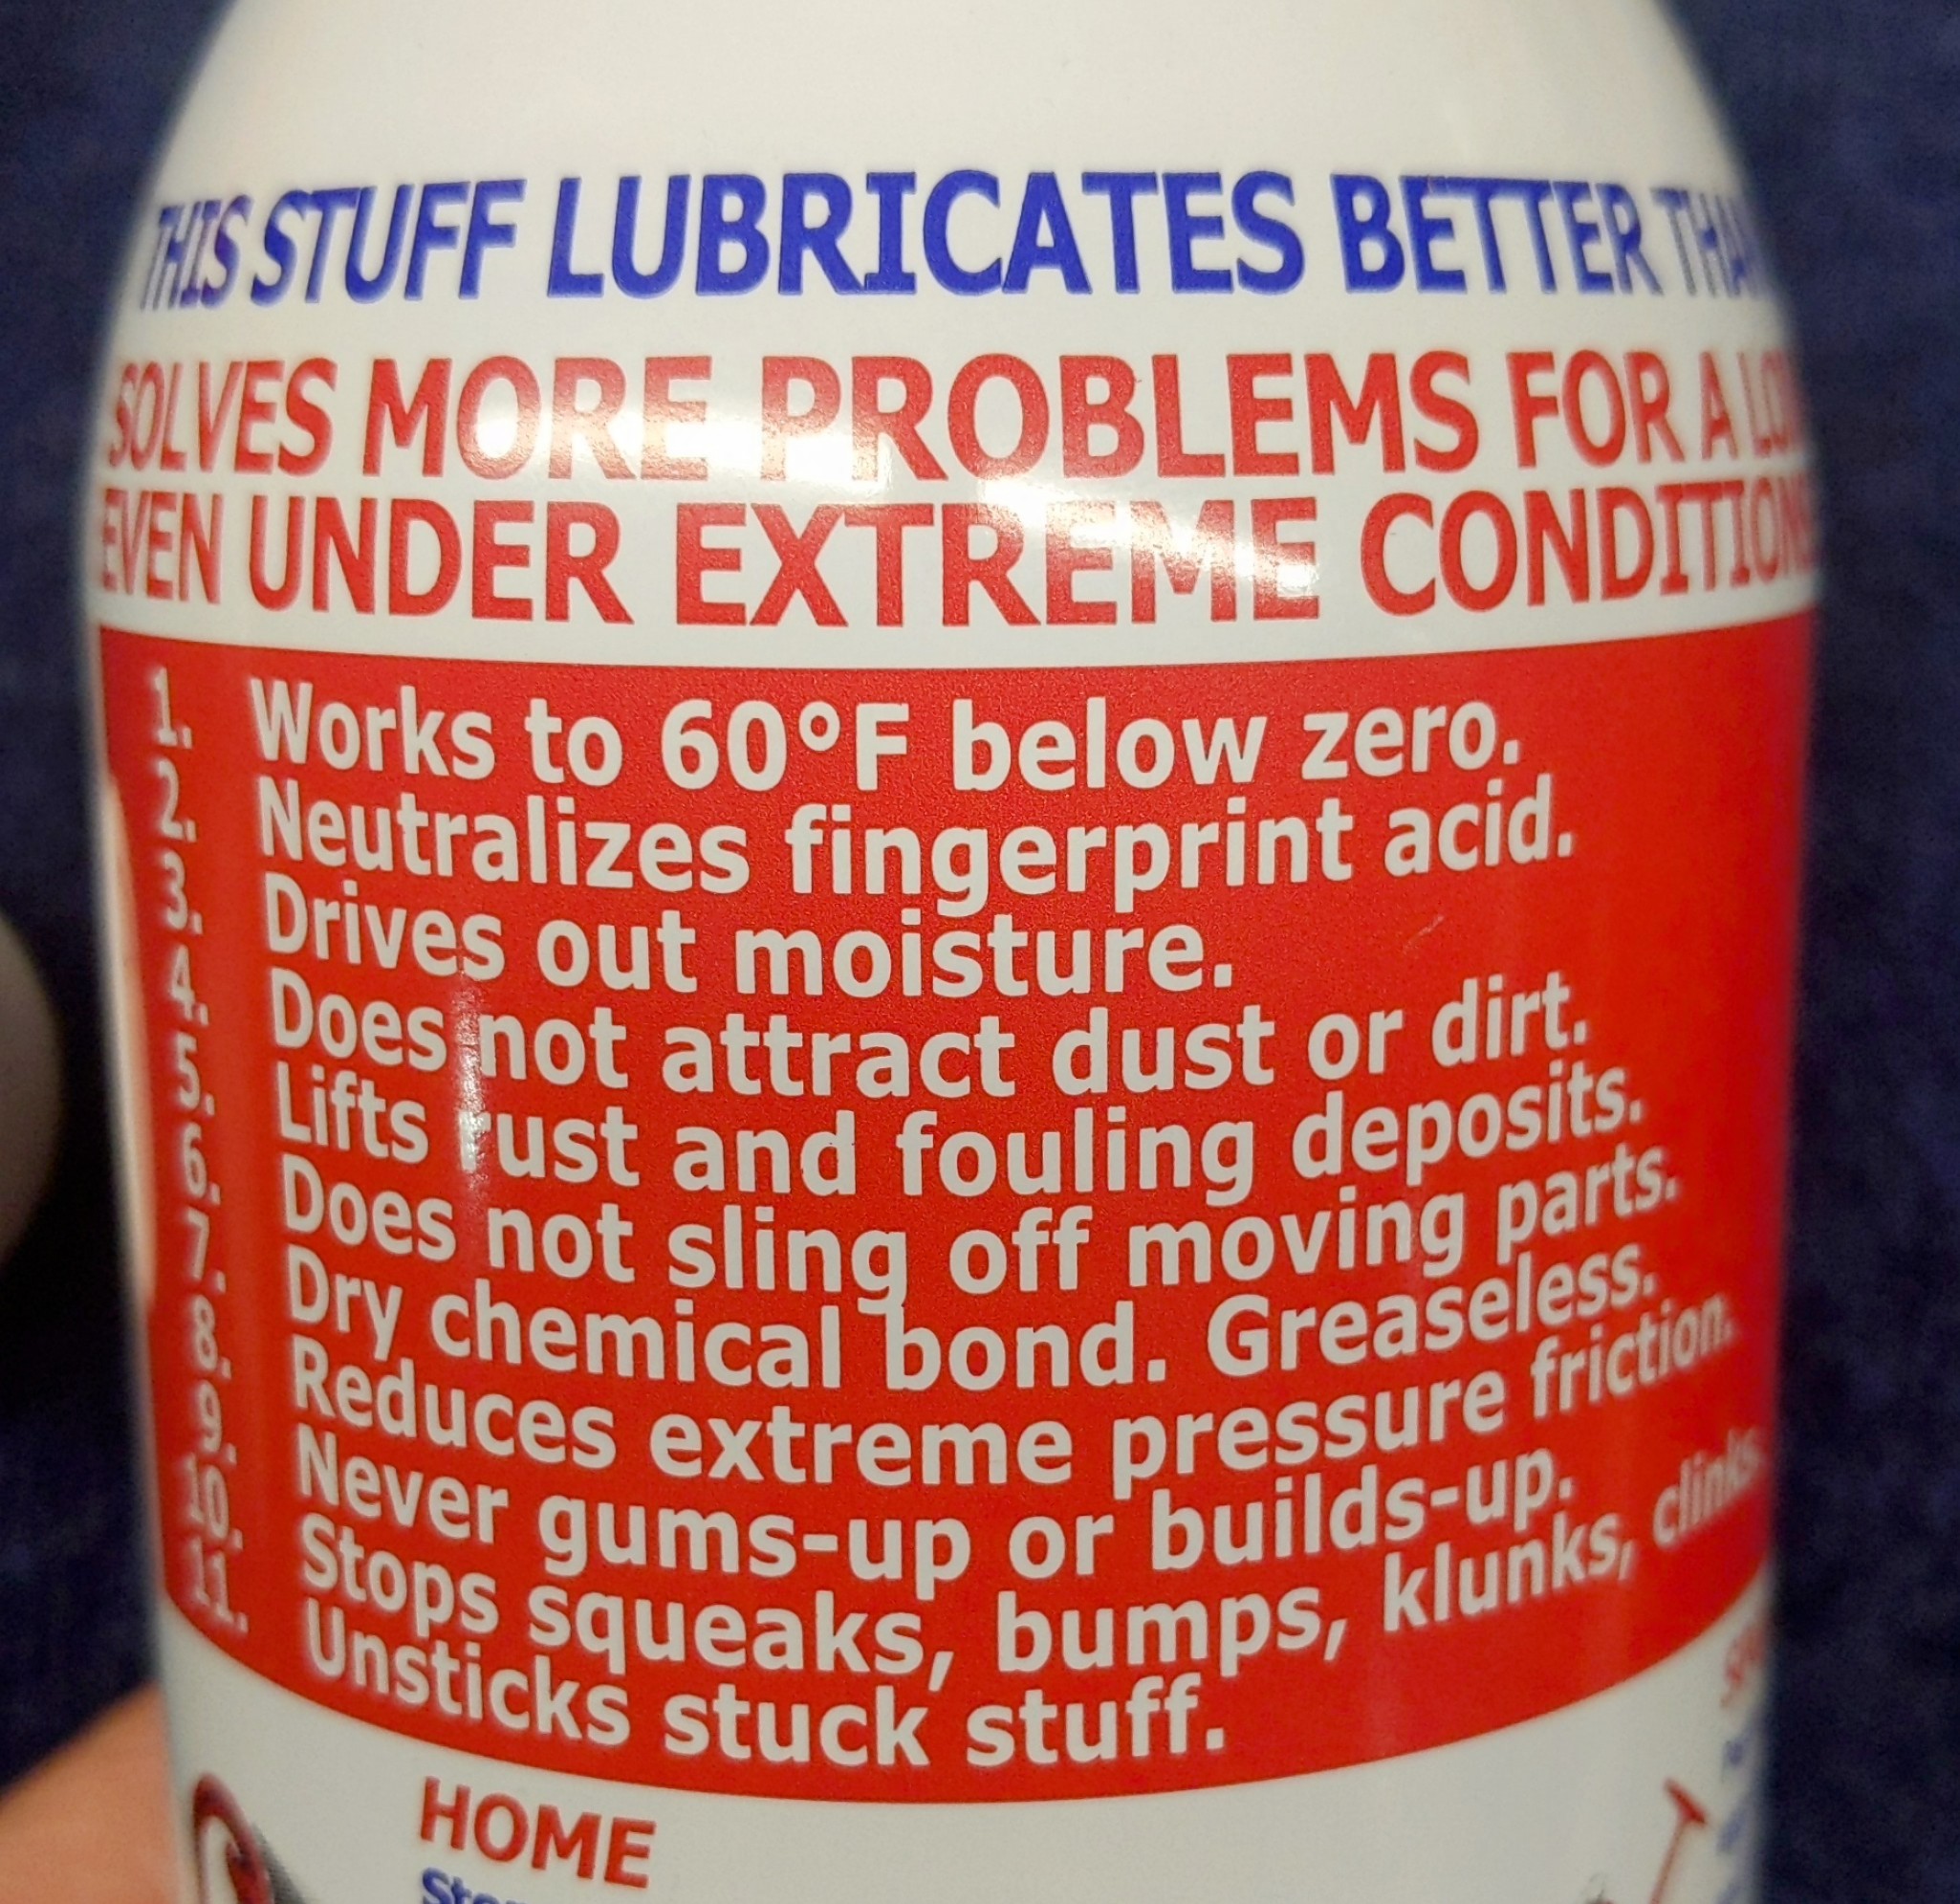 THIS STUFF LUBRICATES BETTER
SOLVES MORE PROBLEMS FOR A
EVEN UNDER EXTREME CONDITIONS
1. Works to 60°F below zero.
2. Neutralizes fingerprint acid.
3. Drives out moisture.
4. Does not attract dust or dirt.
5. Lifts rust and fouling deposits.
6. Does not sling off moving parts.
7. Dry chemical bond. Greaseless.
8. Reduces extreme pressure friction.
9. Never gums-up or builds-up.
10. Stops squeaks, bumps, klunks, clinks.
11. Unsticks stuck stuff.
HOME